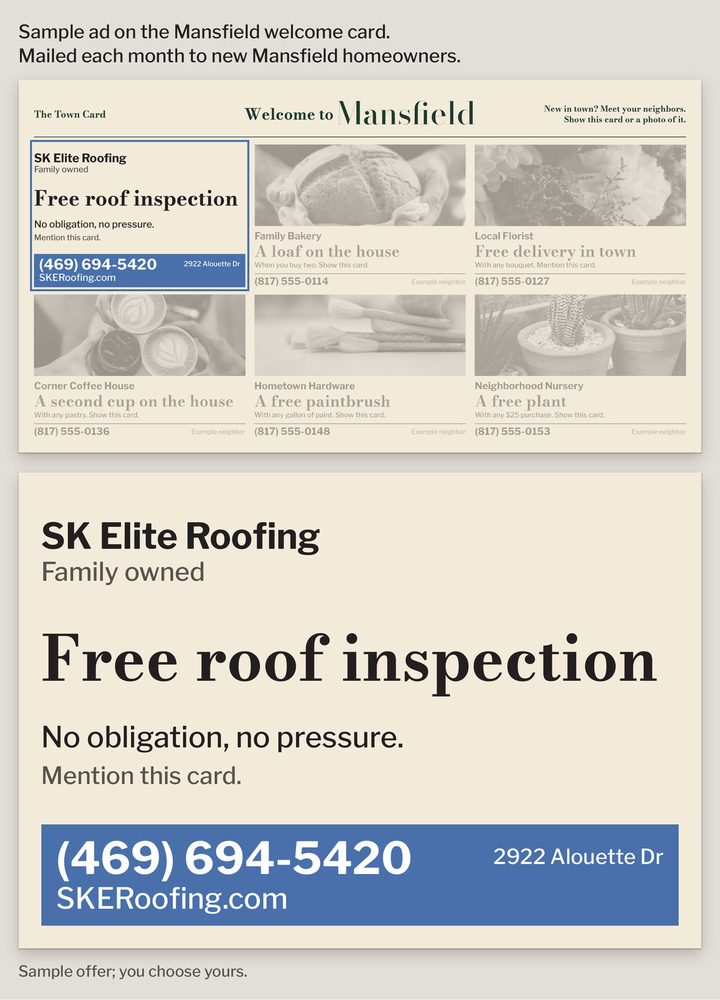 Sample ad on the Mansfield welcome card.
Mailed each month to new Mansfield homeowners.
The Town Card
Welcome to Mansfield
New in town? Meet your neighbors.
Show this card or a photo of it.
SK Elite Roofing
Family owned
Free roof inspection
No obligation, no pressure.
Mention this card.
(469) 694-5420
2922 Alouette Dr
SKERoofing.com
Family Bakery
A loaf on the house
When you buy two. Show this card.
(817) 555-0114
Example neighbor
Local Florist
Free delivery in town
With any bouquet. Mention this card.
(817) 555-0127
Example neighbor
Corner Coffee House
A second cup on the house
With any pastry. Show this card.
(817) 555-0136
Example neighbor
Hometown Hardware
A free paintbrush
With any gallon of paint. Show this card.
(817) 555-0148
Example neighbor
Neighborhood Nursery
A free plant
With any $25 purchase. Show this card.
(817) 555-0153
Example neighbor
SK Elite Roofing
Family owned
Free roof inspection
No obligation, no pressure.
Mention this card.
(469) 694-5420
2922 Alouette Dr
SKERoofing.com
Sample offer; you choose yours.